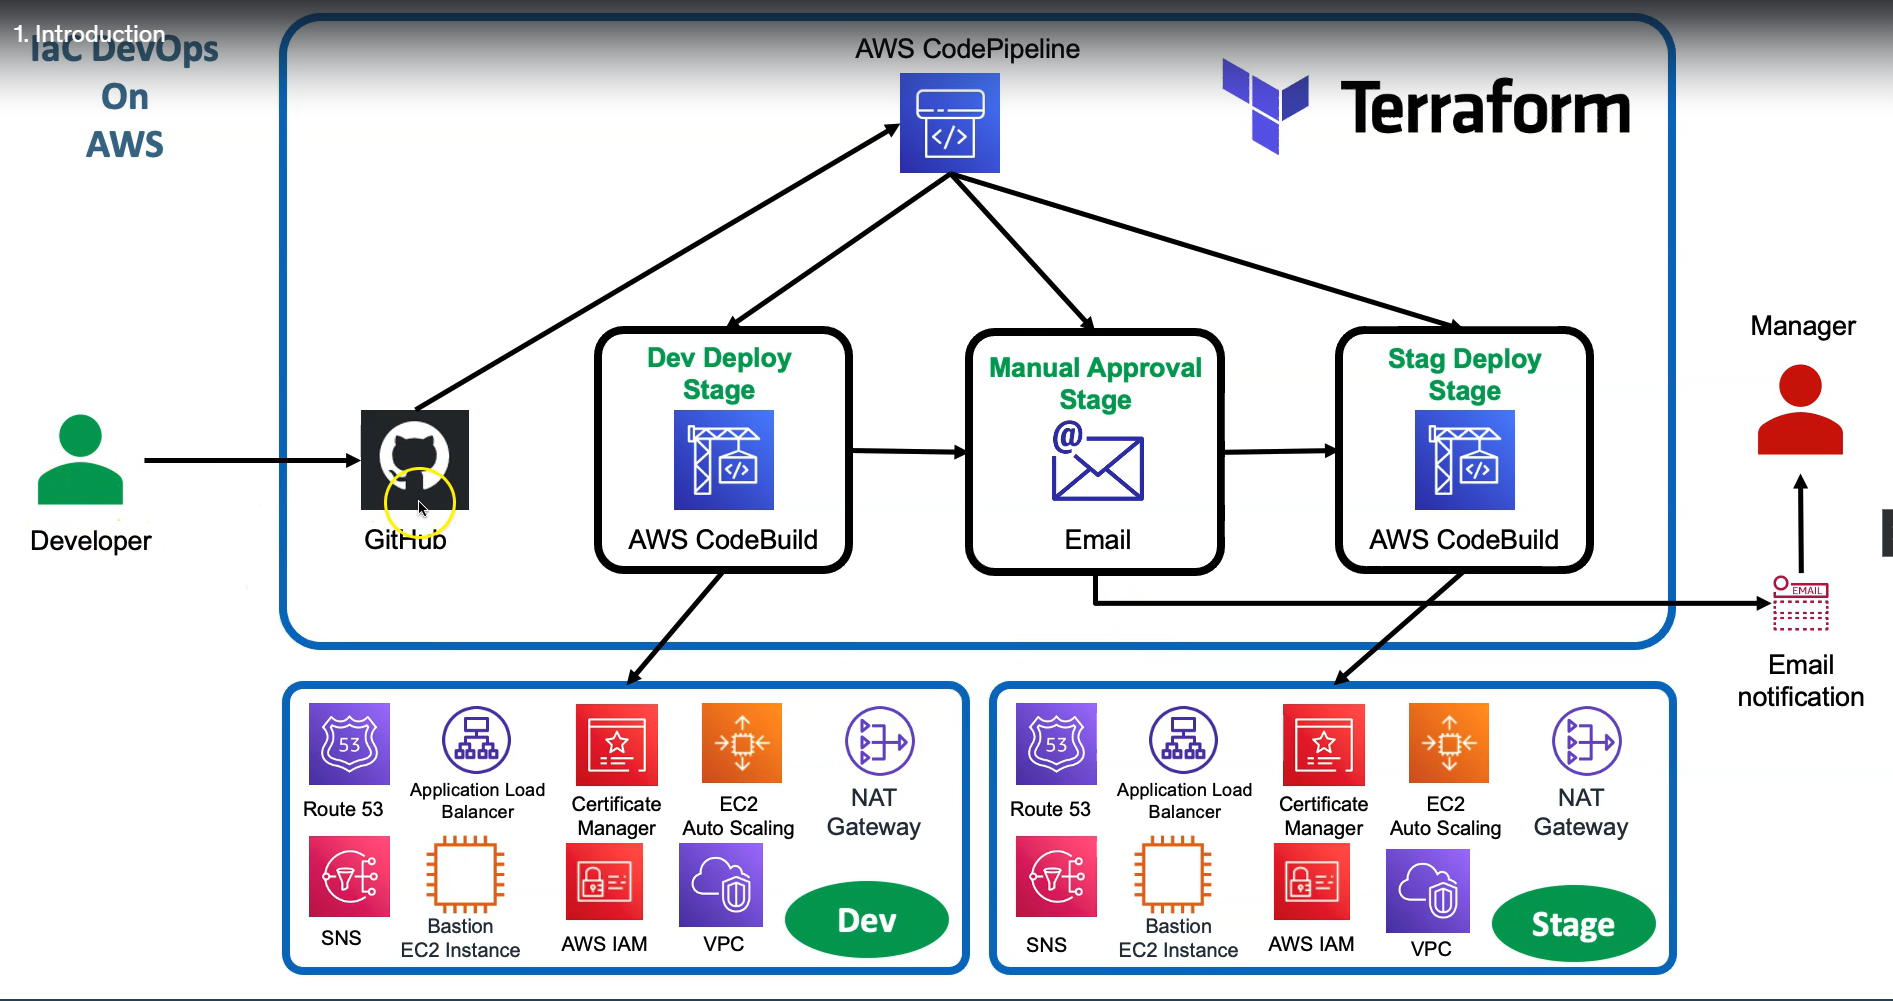 1. Introduction
IaC DevOps
On
AWS
AWS CodePipeline
Terraform
Dev Deploy
Stage
AWS CodeBuild
Manual Approval
Stage
@
Email
Stag Deploy
Stage
AWS CodeBuild
Developer
GitHub
Manager
EMAIL
Email
notification
53
Route 53
Application Load
Balancer
Certificate
Manager
EC2
Auto Scaling
NAT
Gateway
SNS
Bastion
EC2 Instance
AWS IAM
VPC
Dev
53
Route 53
Application Load
Balancer
Certificate
Manager
EC2
Auto Scaling
NAT
Gateway
SNS
Bastion
EC2 Instance
AWS IAM
VPC
Stage